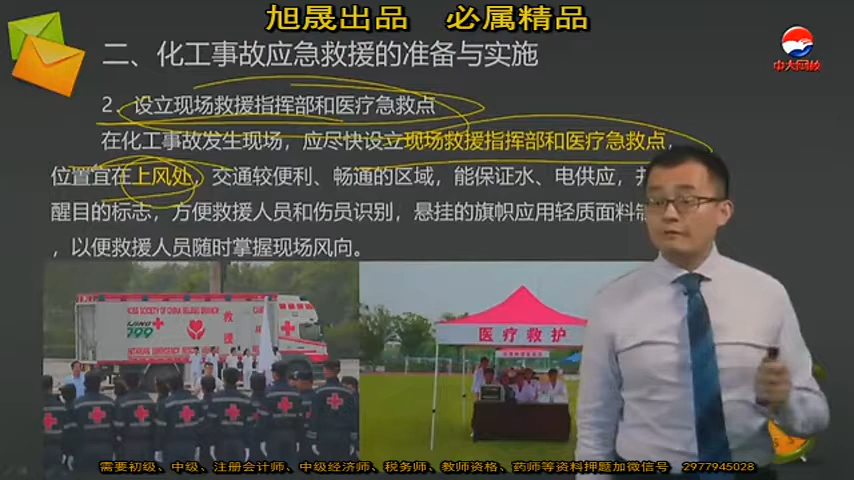 旭晟出品 必属精品
二、化工事故应急救援的准备与实施
中大网校
2、设立现场救援指挥部和医疗急救点
在化工事故发生现场，应尽快设立现场救援指挥部和医疗急救点，
位置宜在上风处，交通较便利、畅通的区域，能保证水、电供应，并
醒目的标志，方便救援人员和伤员识别，悬挂的旗帜应用轻质面料制
，以便救援人员随时掌握现场风向。
CROSS SOCIETY OF CHINA BEIJING BRANCH
救援
999
医疗救护
需要初级、中级、注册会计师、中级经济师、税务师、教师资格、药师等资料押题加微信号 2977945028